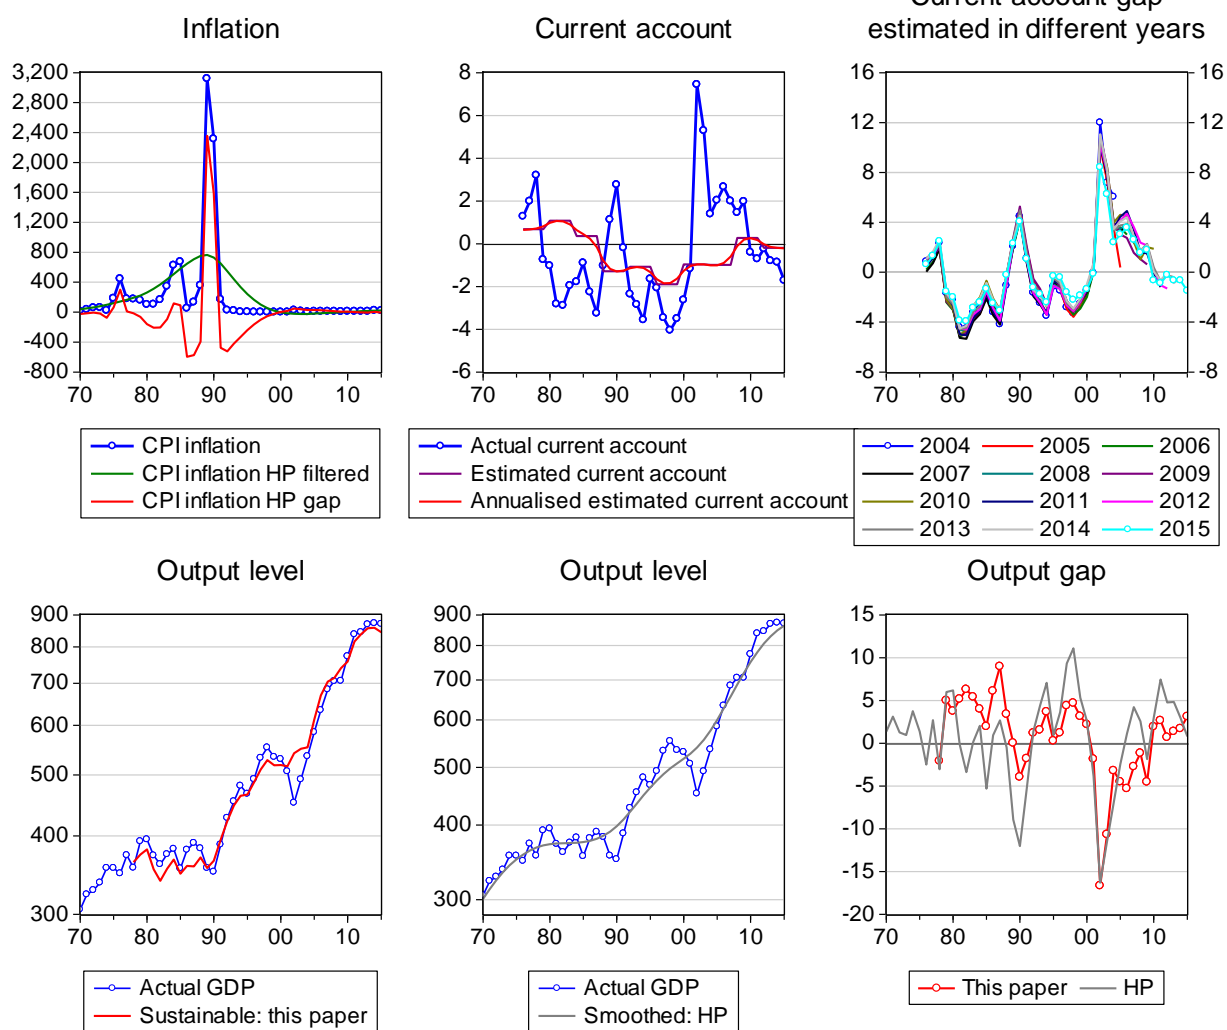 Inflation
3,200
2,800
2,400
2,000
1,600
1,200
800
400
0
-400
-800
70 80 90 00 10
CPI inflation
CPI inflation HP filtered
CPI inflation HP gap
Current account
8
6
4
2
0
-2
-4
-6
70 80 90 00 10
Actual current account
Estimated current account
Annualised estimated current account
Current account gap
estimated in different years
16 16
12 12
8 8
4 4
0 0
-4 -4
-8 -8
70 80 90 00 10
2004 2005 2006
2007 2008 2009
2010 2011 2012
2013 2014 2015
Output level
900
800
700
600
500
400
300
70 80 90 00 10
Actual GDP
Sustainable: this paper
Output level
900
800
700
600
500
400
300
70 80 90 00 10
Actual GDP
Smoothed: HP
Output gap
15
10
5
0
-5
-10
-15
-20
70 80 90 00 10
This paper HP